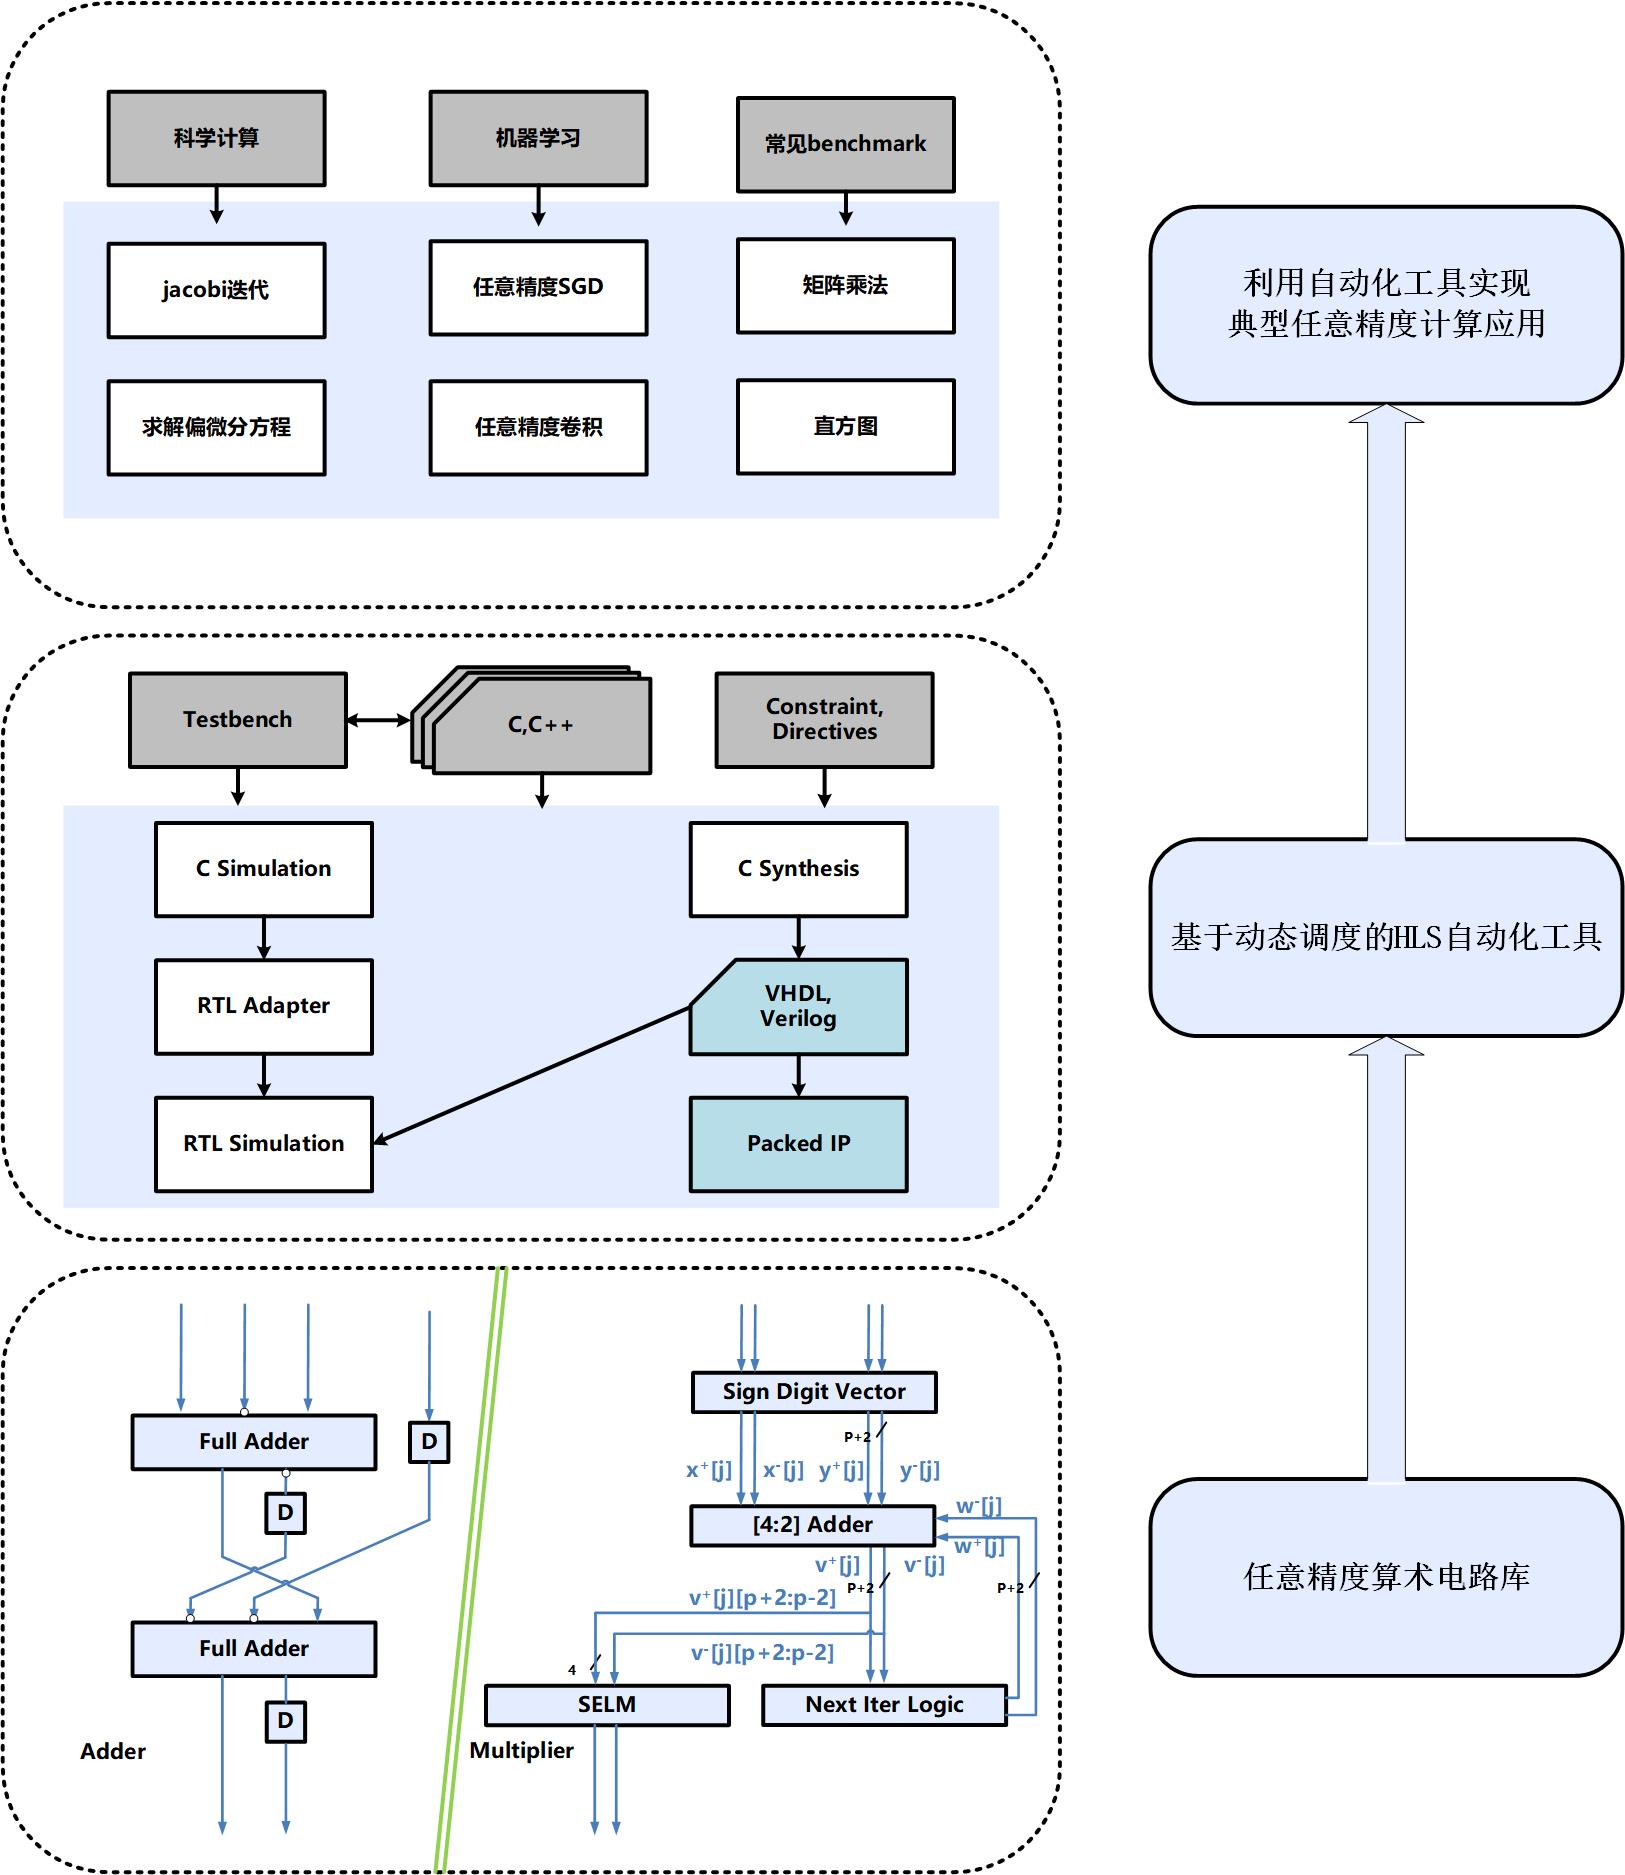 科学计算
机器学习
常见benchmark
jacobi迭代
任意精度SGD
矩阵乘法
求解偏微分方程
任意精度卷积
直方图
利用自动化工具实现
典型任意精度计算应用
Testbench
C,C++
Constraint,
Directives
C Simulation
C Synthesis
RTL Adapter
VHDL,
Verilog
RTL Simulation
Packed IP
基于动态调度的HLS自动化工具
Full Adder
D
D
Full Adder
D
Adder
Sign Digit Vector
P+2
x⁺[j]
x⁻[j]
y⁺[j]
y⁻[j]
[4:2] Adder
w⁻[j]
w⁺[j]
v⁺[j]
v⁻[j]
P+2
P+2
v⁺[j][p+2:p-2]
v⁻[j][p+2:p-2]
4
SELM
Next Iter Logic
Multiplier
任意精度算术电路库